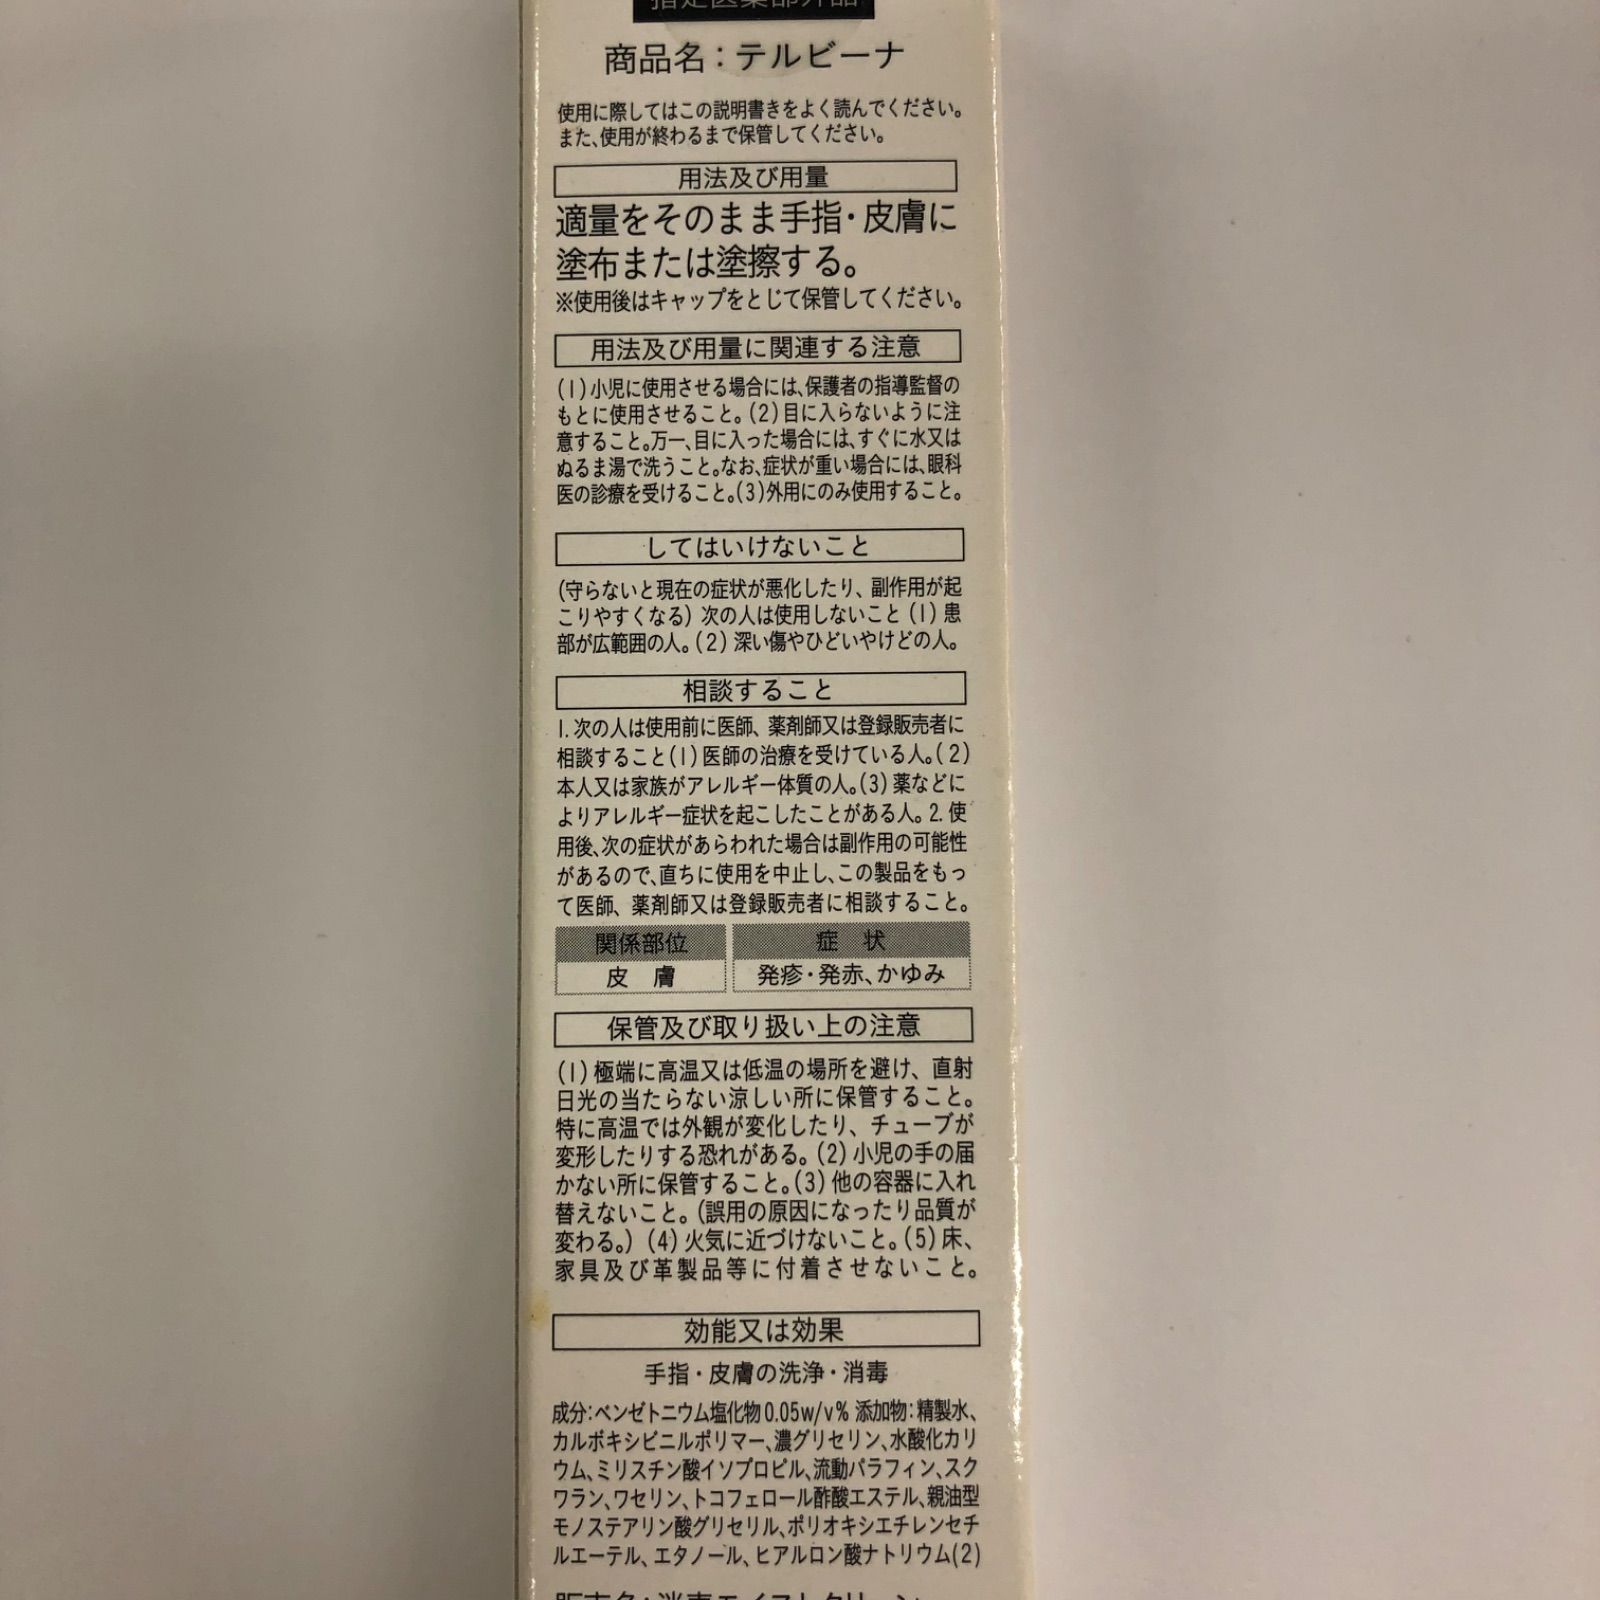 指定医薬部外品
商品名：テルビーナ
使用に際してはこの説明書きをよく読んでください。
また、使用が終わるまで保管してください。
用法及び用量
適量をそのまま手指・皮膚に
塗布または塗擦する。
※使用後はキャップをとじて保管してください。
用法及び用量に関連する注意
(1)小児に使用させる場合には、保護者の指導監督の
もとに使用させること。(2)目に入らないように注
意すること。万一、目に入った場合には、すぐに水又は
ぬるま湯で洗うこと。なお、症状が重い場合には、眼科
医の診療を受けること。(3)外用にのみ使用すること。
してはいけないこと
(守らないと現在の症状が悪化したり、副作用が起
こりやすくなる) 次の人は使用しないこと (1) 患
部が広範囲の人。(2) 深い傷やひどいやけどの人。
相談すること
1. 次の人は使用前に医師、薬剤師又は登録販売者に
相談すること(1) 医師の治療を受けている人。(2)
本人又は家族がアレルギー体質の人。(3) 薬などに
よりアレルギー症状を起こしたことがある人。2. 使
用後、次の症状があらわれた場合は副作用の可能性
があるので、直ちに使用を中止し、この製品をもっ
て医師、薬剤師又は登録販売者に相談すること。
関係部位 症 状
皮 膚 発疹・発赤、かゆみ
保管及び取り扱い上の注意
(1) 極端に高温又は低温の場所を避け、直射
日光の当たらない涼しい所に保管すること。
特に高温では外観が変化したり、チューブが
変形したりする恐れがある。(2) 小児の手の届
かない所に保管すること。(3) 他の容器に入れ
替えないこと。(誤用の原因になったり品質が
変わる。) (4) 火気に近づけないこと。(5) 床、
家具及び革製品等に付着させないこと。
効能又は効果
手指・皮膚の洗浄・消毒
成分：ベンゼトニウム塩化物0.05w/v% 添加物：精製水、
カルボキシビニルポリマー、濃グリセリン、水酸化カリ
ウム、ミリスチン酸イソプロピル、流動パラフィン、スク
ワラン、ワセリン、トコフェロール酢酸エステル、親油型
モノステアリン酸グリセリル、ポリオキシエチレンセチ
ルエーテル、エタノール、ヒアルロン酸ナトリウム(2)